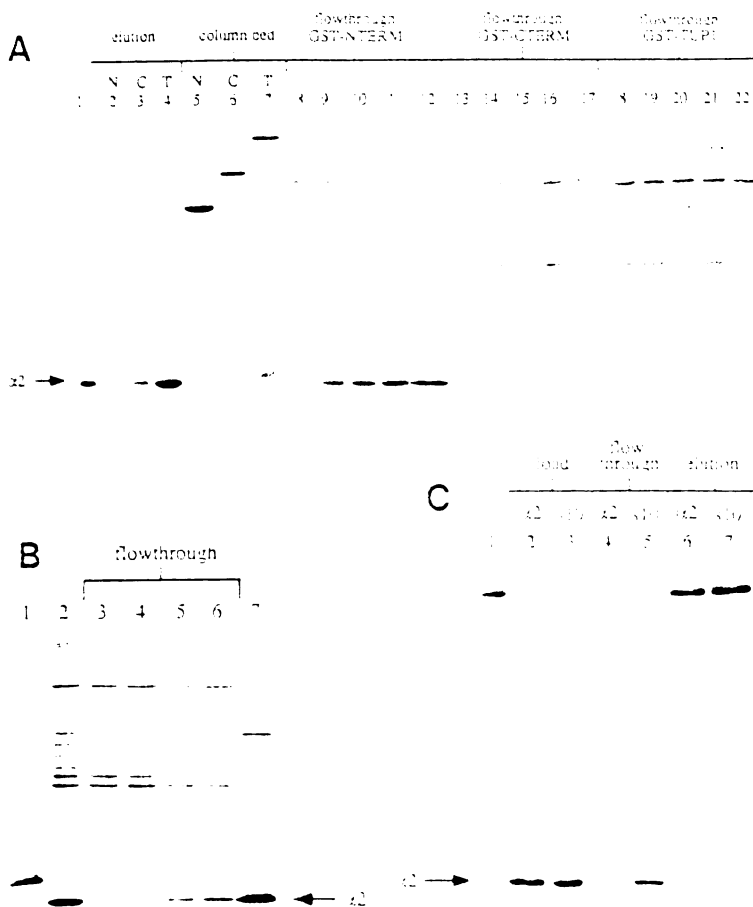 A
elution
column bed
flowthrough GST-NTERM
flowthrough GST-CTERM
flowthrough GST-TUP1
N C T N C T
1 2 3 4 5 6 7 8 9 10 11 12 13 14 15 16 17 18 19 20 21 22
α2
B
flowthrough
1 2 3 4 5 6 7
α2
C
load
flow through
elution
α2 α2 α2
1 2 3 4 5 6 7
α2